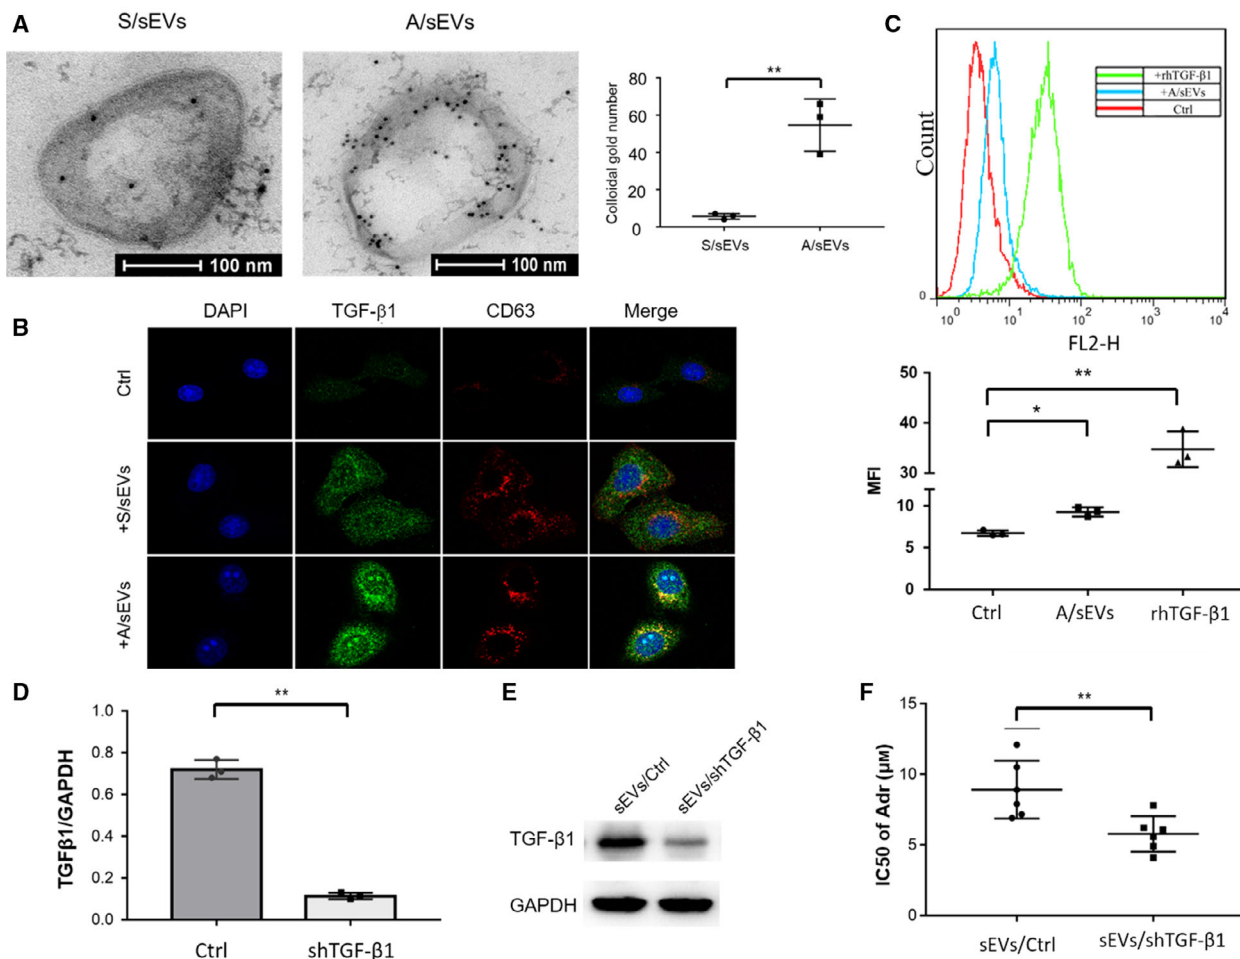 A
S/sEVs
A/sEVs
100 nm
100 nm
Colloidal gold number
80
60
40
20
0
**
S/sEVs
A/sEVs
C
Count
+rhTGF-β1
+A/sEVs
Ctrl
0
10⁰
10¹
10²
10³
10⁴
FL2-H
MFI
50
40
30
10
5
0
**
*
Ctrl
A/sEVs
rhTGF-β1
B
DAPI
TGF-β1
CD63
Merge
Ctrl
+S/sEVs
+A/sEVs
D
TGFβ1/GAPDH
1.0
0.8
0.6
0.4
0.2
0.0
**
Ctrl
shTGF-β1
E
sEVs/Ctrl
sEVs/shTGF-β1
TGF-β1
GAPDH
F
IC50 of Adr (μM)
15
10
5
0
**
sEVs/Ctrl
sEVs/shTGF-β1